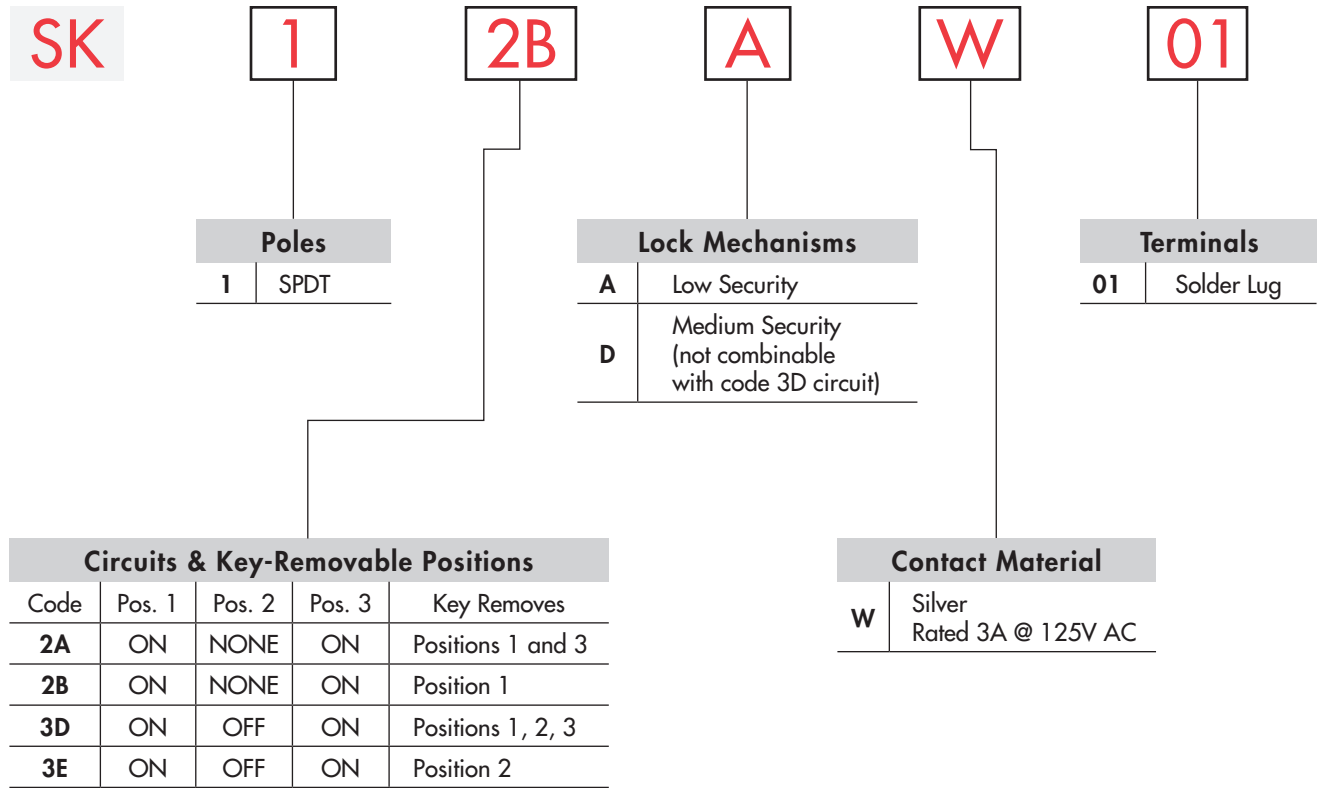 SK 1 2B A W 01
Poles
1 SPDT
Lock Mechanisms
A Low Security
D Medium Security
(not combinable
with code 3D circuit)
Terminals
01 Solder Lug
Circuits & Key-Removable Positions
Code Pos. 1 Pos. 2 Pos. 3 Key Removes
2A ON NONE ON Positions 1 and 3
2B ON NONE ON Position 1
3D ON OFF ON Positions 1, 2, 3
3E ON OFF ON Position 2
Contact Material
W Silver
Rated 3A @ 125V AC